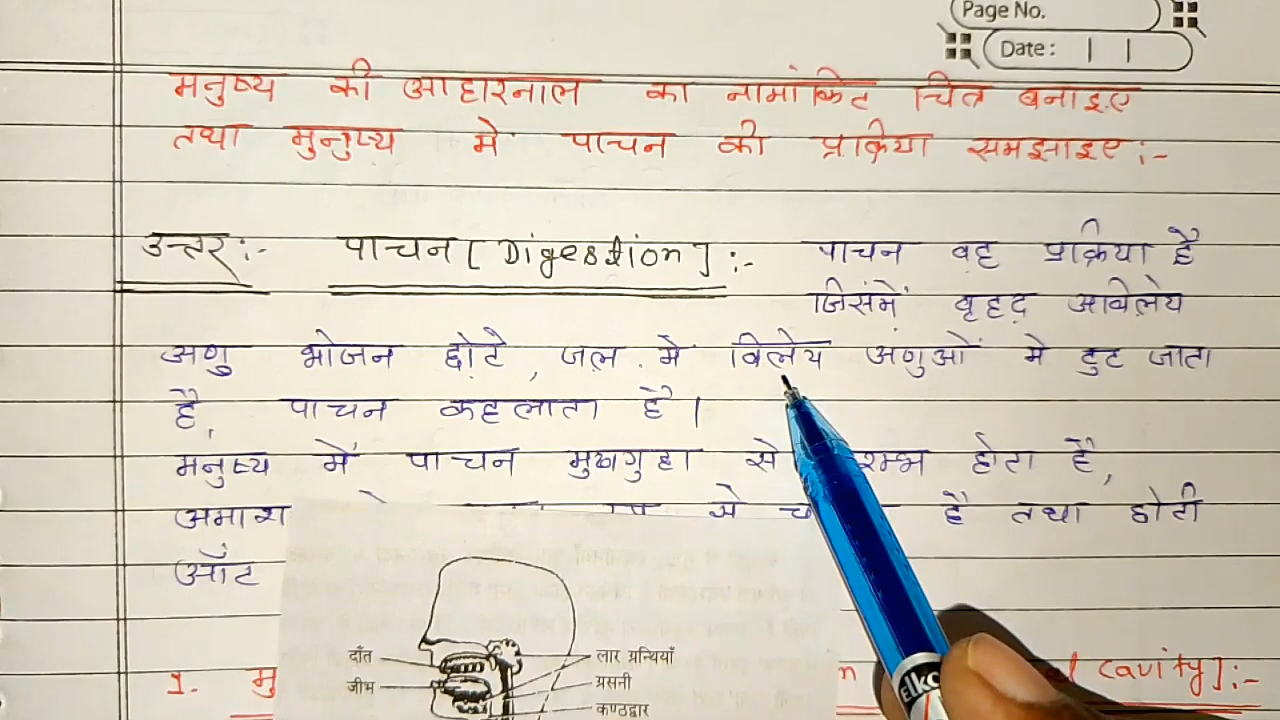 Page No.
Date:
मनुष्य की आहारनाल का नामांकित चित्र बनाइए
तथा मुनुष्य मे पाचन की प्रक्रिया समझाइए:-
उत्तर:- पाचन [Digestion]:- पाचन वह प्रक्रिया है
जिसमें वृहद् अविलेय
अणु भोजन छोटे, जल में विलेय अणुओं मे टुट जाता
है, पाचन कहलाता है।
मनुष्य में पाचन मुखगुहा से होता है,
से है तथा छोटी
आँत
दाँत
लार ग्रन्थियाँ
जीभ
ग्रसनी
कण्ठद्वार
1. cavity]:-
Elko